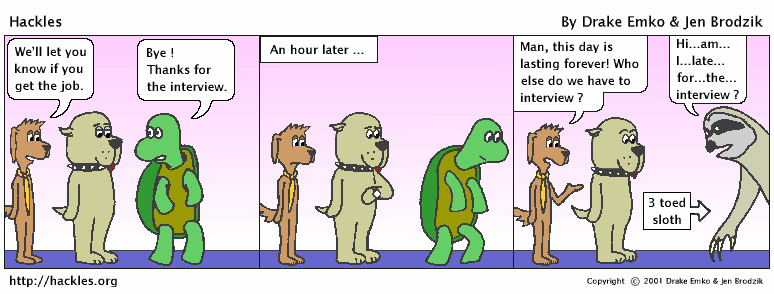 Hackles
By Drake Emko & Jen Brodzik
We'll let you
know if you
get the job.
Bye !
Thanks for
the interview.
An hour later ...
Man, this day is
lasting forever! Who
else do we have to
interview ?
Hi...am...
I...late...
for...the...
interview ?
3 toed
sloth
http://hackles.org
Copyright © 2001 Drake Emko & Jen Brodzik